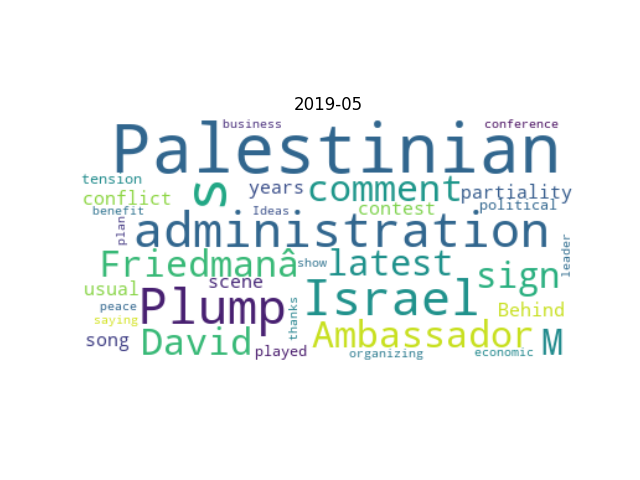 2019-05
business
conference
Palestinian
tension
conflict
s
years
comment
partiality
benefit
Ideas
contest
political
plan
administration
leader
Friedmanâ
show
latest
sign
usual
scene
peace
Plump
thanks
Israel
Behind
saying
song
David
played
Ambassador
organizing
economic
M